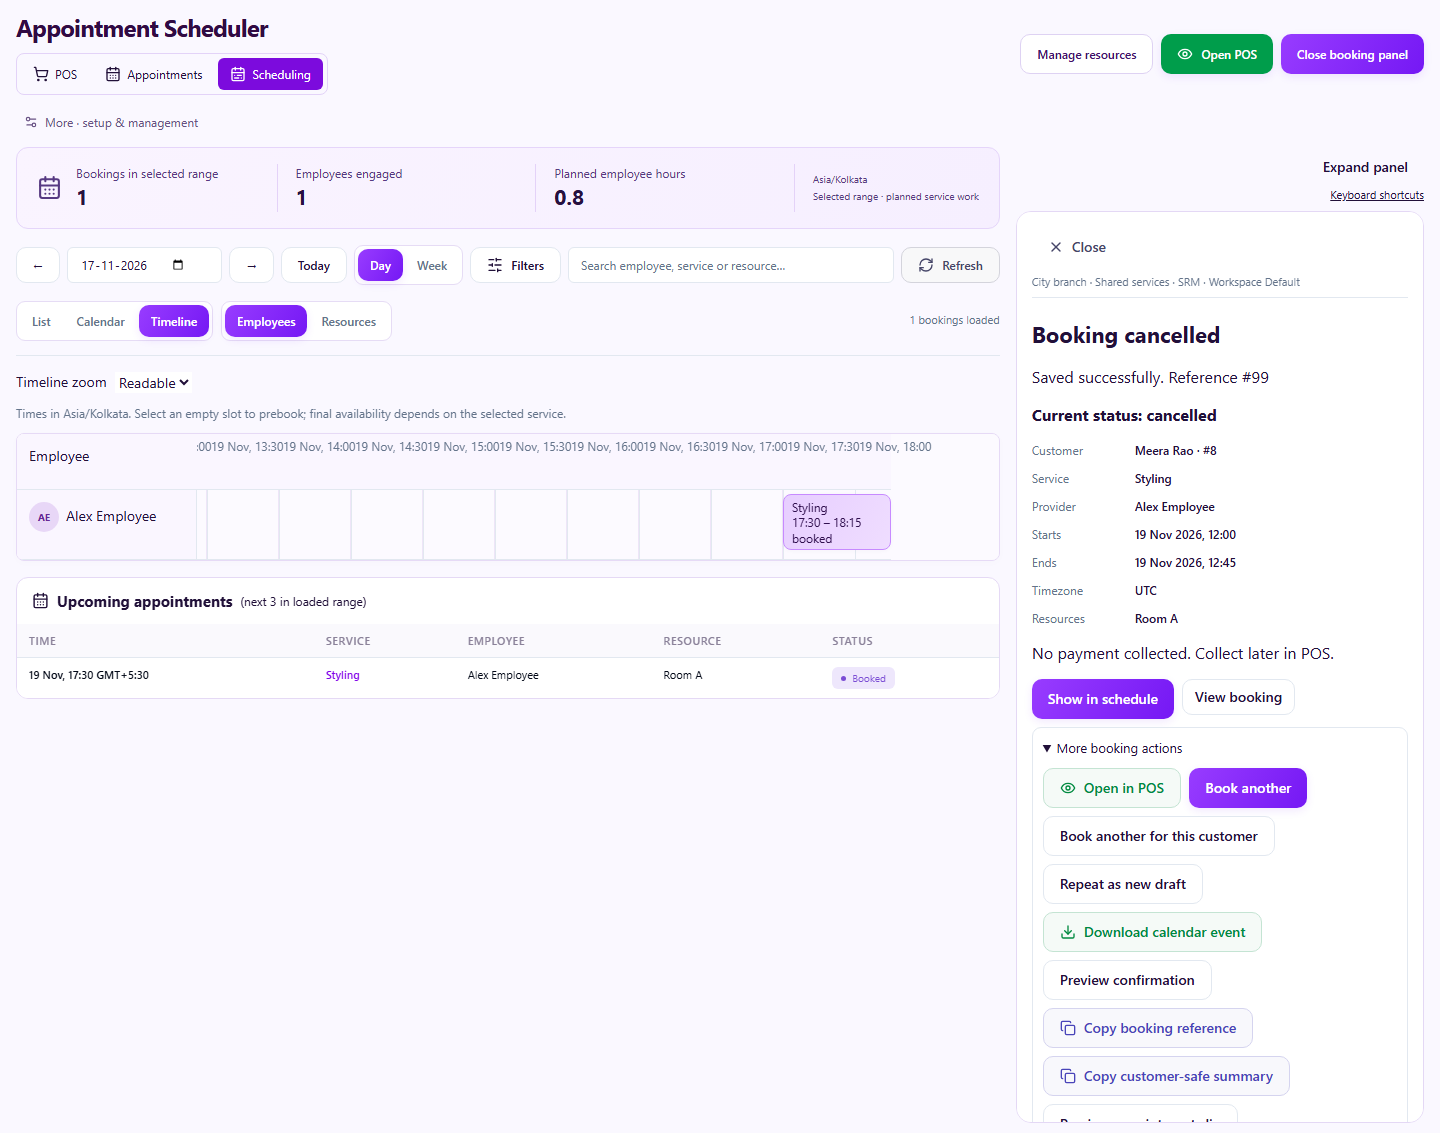 Appointment Scheduler
POS Appointments Scheduling
Manage resources Open POS Close booking panel
More · setup & management
Bookings in selected range
1
Employees engaged
1
Planned employee hours
0.8
Asia/Kolkata
Selected range · planned service work
← 17-11-2026 → Today Day Week Filters Search employee, service or resource... Refresh
List Calendar Timeline Employees Resources 1 bookings loaded
Timeline zoom Readable
Times in Asia/Kolkata. Select an empty slot to prebook; final availability depends on the selected service.
Employee
:0019 Nov, 13:3019 Nov, 14:0019 Nov, 14:3019 Nov, 15:0019 Nov, 15:3019 Nov, 16:0019 Nov, 16:3019 Nov, 17:0019 Nov, 17:3019 Nov, 18:00
AE Alex Employee
Styling
17:30 – 18:15
booked
Upcoming appointments (next 3 in loaded range)
TIME SERVICE EMPLOYEE RESOURCE STATUS
19 Nov, 17:30 GMT+5:30 Styling Alex Employee Room A Booked
Expand panel
Keyboard shortcuts
Close
City branch · Shared services · SRM · Workspace Default
Booking cancelled
Saved successfully. Reference #99
Current status: cancelled
Customer Meera Rao · #8
Service Styling
Provider Alex Employee
Starts 19 Nov 2026, 12:00
Ends 19 Nov 2026, 12:45
Timezone UTC
Resources Room A
No payment collected. Collect later in POS.
Show in schedule View booking
▼ More booking actions
Open in POS Book another
Book another for this customer
Repeat as new draft
Download calendar event
Preview confirmation
Copy booking reference
Copy customer-safe summary